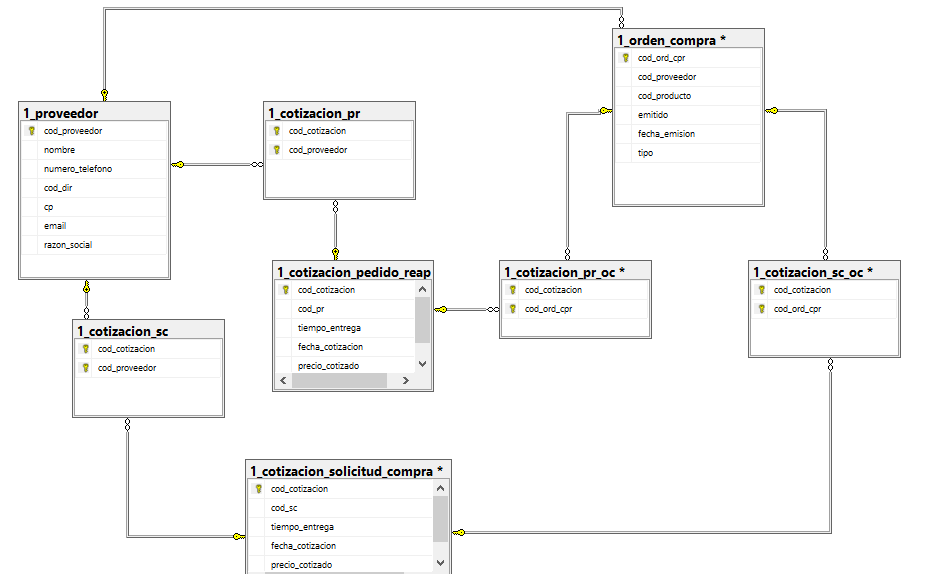 1_orden_compra *
cod_ord_cpr
cod_proveedor
cod_producto
emitido
fecha_emision
tipo
1_proveedor
cod_proveedor
nombre
numero_telefono
cod_dir
cp
email
razon_social
1_cotizacion_pr
cod_cotizacion
cod_proveedor
1_cotizacion_pedido_reap
cod_cotizacion
cod_pr
tiempo_entrega
fecha_cotizacion
precio_cotizado
1_cotizacion_pr_oc *
cod_cotizacion
cod_ord_cpr
1_cotizacion_sc_oc *
cod_cotizacion
cod_ord_cpr
1_cotizacion_sc
cod_cotizacion
cod_proveedor
1_cotizacion_solicitud_compra *
cod_cotizacion
cod_sc
tiempo_entrega
fecha_cotizacion
precio_cotizado